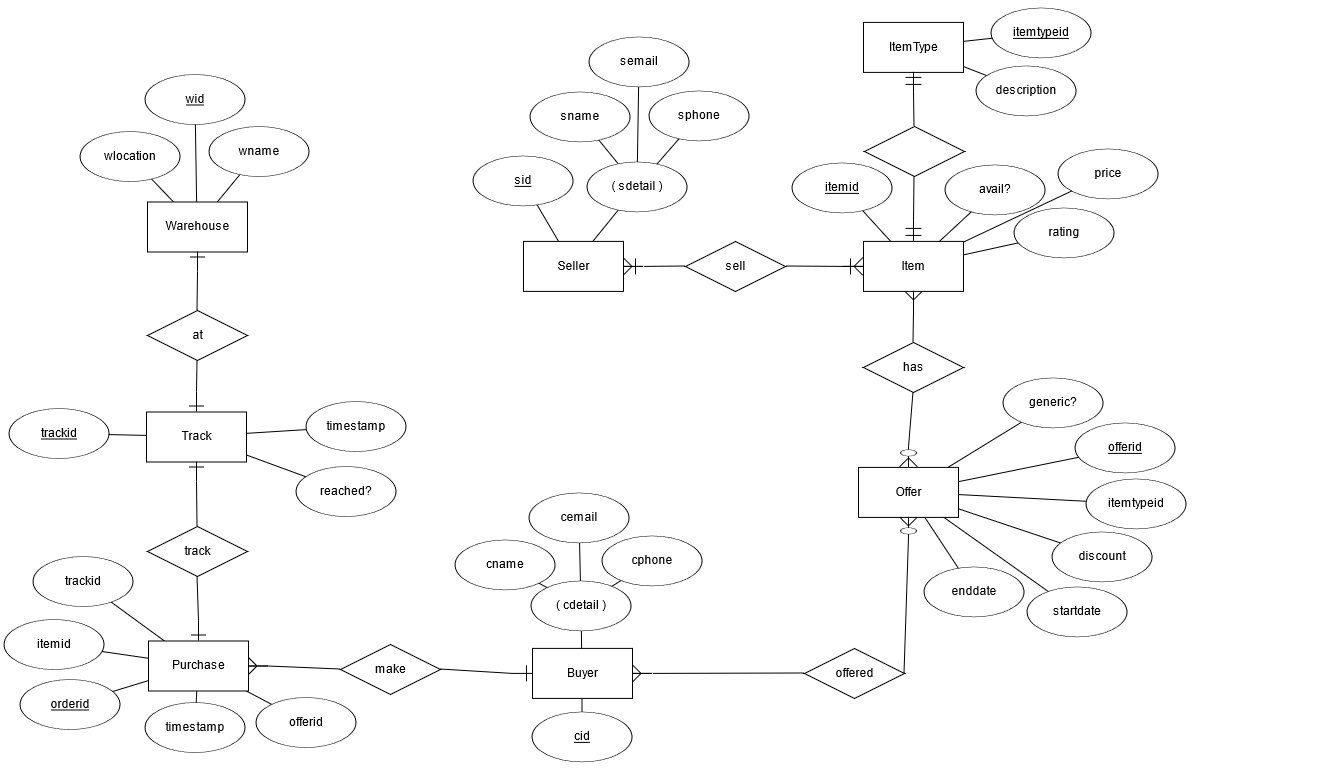 itemtypeid
ItemType
description
semail
sname
sphone
wid
wlocation
wname
sid
( sdetail )
itemid
avail?
price
rating
Warehouse
Seller
sell
Item
at
has
generic?
trackid
Track
timestamp
reached?
offerid
Offer
itemtypeid
discount
enddate
startdate
cemail
cname
cphone
( cdetail )
track
trackid
itemid
Purchase
make
Buyer
offered
orderid
timestamp
offerid
cid